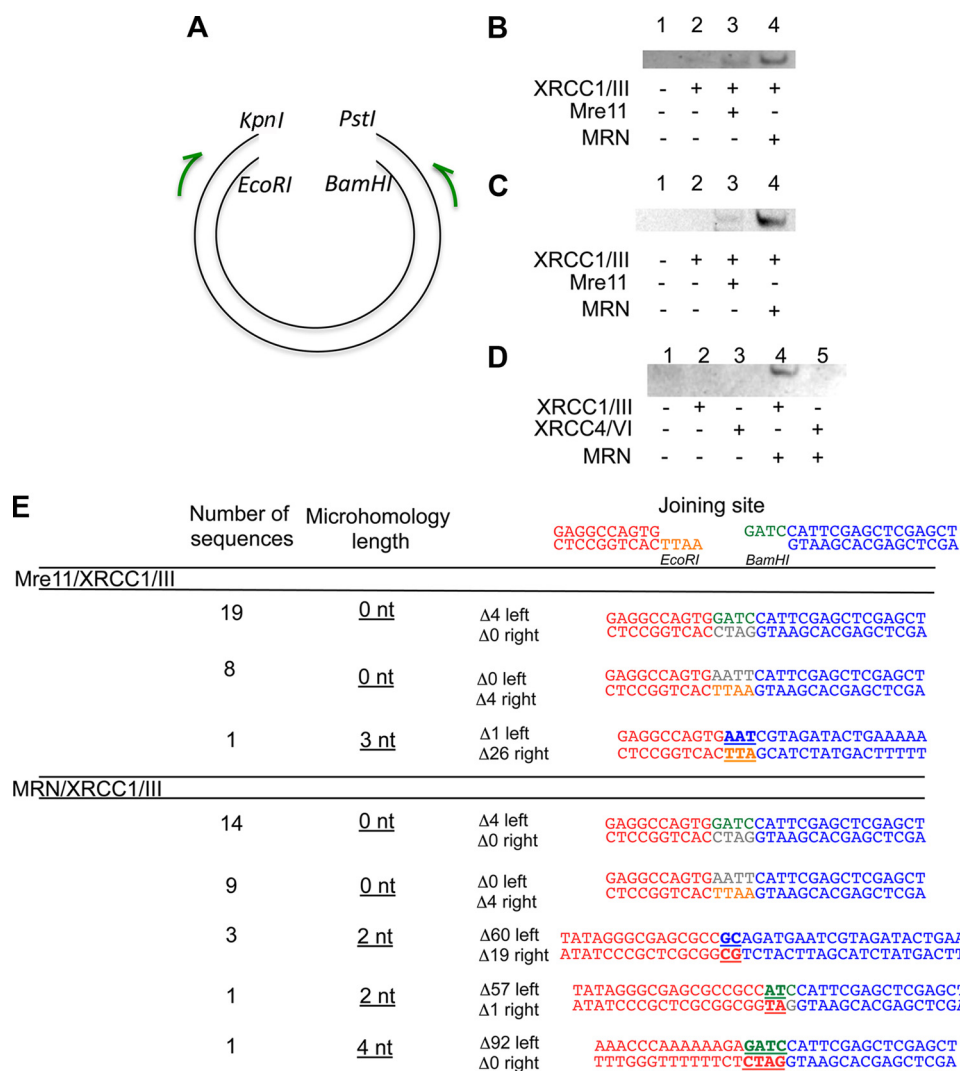 A
KpnI PstI
EcoRI BamHI
B
1 2 3 4
XRCC1/III - + + +
Mre11 - - + -
MRN - - - +
C
1 2 3 4
XRCC1/III - + + +
Mre11 - - + -
MRN - - - +
D
1 2 3 4 5
XRCC1/III - + - + -
XRCC4/VI - - + - +
MRN - - - + +
E
Number of sequences Microhomology length Joining site
GAGGCCAGTG GATCCATTCGAGCTCGAGCT
CTCCGGTCACTTAA GTAAGCACGAGCTCGA
EcoRI BamHI
Mre11/XRCC1/III
19 0 nt Δ4 left GAGGCCAGTGGATCCATTCGAGCTCGAGCT
Δ0 right CTCCGGTCACCTAGGTAAGCACGAGCTCGA
8 0 nt Δ0 left GAGGCCAGTGAATTCATTCGAGCTCGAGCT
Δ4 right CTCCGGTCACTTAAGTAAGCACGAGCTCGA
1 3 nt Δ1 left GAGGCCAGTGAATCGTAGATACTGAAAAA
Δ26 right CTCCGGTCACTTAGCATCTATGACTTTTT
MRN/XRCC1/III
14 0 nt Δ4 left GAGGCCAGTGGATCCATTCGAGCTCGAGCT
Δ0 right CTCCGGTCACCTAGGTAAGCACGAGCTCGA
9 0 nt Δ0 left GAGGCCAGTGAATTCATTCGAGCTCGAGCT
Δ4 right CTCCGGTCACTTAAGTAAGCACGAGCTCGA
3 2 nt Δ60 left TATAGGGCGAGCGCCGCAGATGAATCGTAGATACTGAA
Δ19 right ATATCCCGCTCGCGGCGTCTACTTAGCATCTATGACTT
1 2 nt Δ57 left TATAGGGCGAGCGCCGCCATCCATTCGAGCTCGAGCT
Δ1 right ATATCCCGCTCGCGGCGGTAGGTAAGCACGAGCTCGA
1 4 nt Δ92 left AAACCCAAAAAAGAGATCCATTCGAGCTCGAGCT
Δ0 right TTTGGGTTTTTTCTCTAGGTAAGCACGAGCTCGA